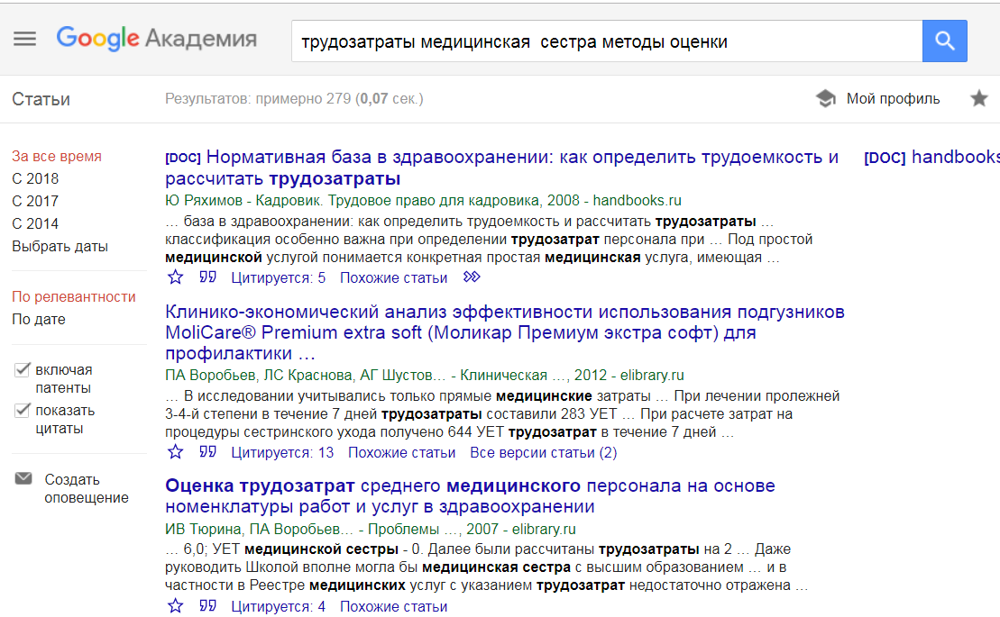 Google Академия
трудозатраты медицинская сестра методы оценки
Статьи
Результатов: примерно 279 (0,07 сек.)
Мой профиль
За все время
С 2018
С 2017
С 2014
Выбрать даты
По релевантности
По дате
включая
патенты
показать
цитаты
Создать
оповещение
[DOC] Нормативная база в здравоохранении: как определить трудоемкость и
рассчитать трудозатраты
Ю Ряхимов - Кадровик. Трудовое право для кадровика, 2008 - handbooks.ru
... база в здравоохранении: как определить трудоемкость и рассчитать трудозатраты ...
классификация особенно важна при определении трудозатрат персонала при ... Под простой
медицинской услугой понимается конкретная простая медицинская услуга, имеющая ...
Цитируется: 5 Похожие статьи
[DOC] handbooks
Клинико-экономический анализ эффективности использования подгузников
MoliCare® Premium extra soft (Моликар Премиум экстра софт) для
профилактики ...
ПА Воробьев, ЛС Краснова, АГ Шустов... - Клиническая ..., 2012 - elibrary.ru
... В исследовании учитывались только прямые медицинские затраты ... При лечении пролежней
3-4-й степени в течение 7 дней трудозатраты составили 283 УЕТ ... При расчете затрат на
процедуры сестринского ухода получено 644 УЕТ трудозатрат в течение 7 дней ...
Цитируется: 13 Похожие статьи Все версии статьи (2)
Оценка трудозатрат среднего медицинского персонала на основе
номенклатуры работ и услуг в здравоохранении
ИВ Тюрина, ПА Воробьев... - Проблемы ..., 2007 - elibrary.ru
... 6,0; УЕТ медицинской сестры - 0. Далее были рассчитаны трудозатраты на 2 ... Даже
руководить Школой вполне могла бы медицинская сестра с высшим образованием ... и в
частности в Реестре медицинских услуг с указанием трудозатрат недостаточно отражена ...
Цитируется: 4 Похожие статьи